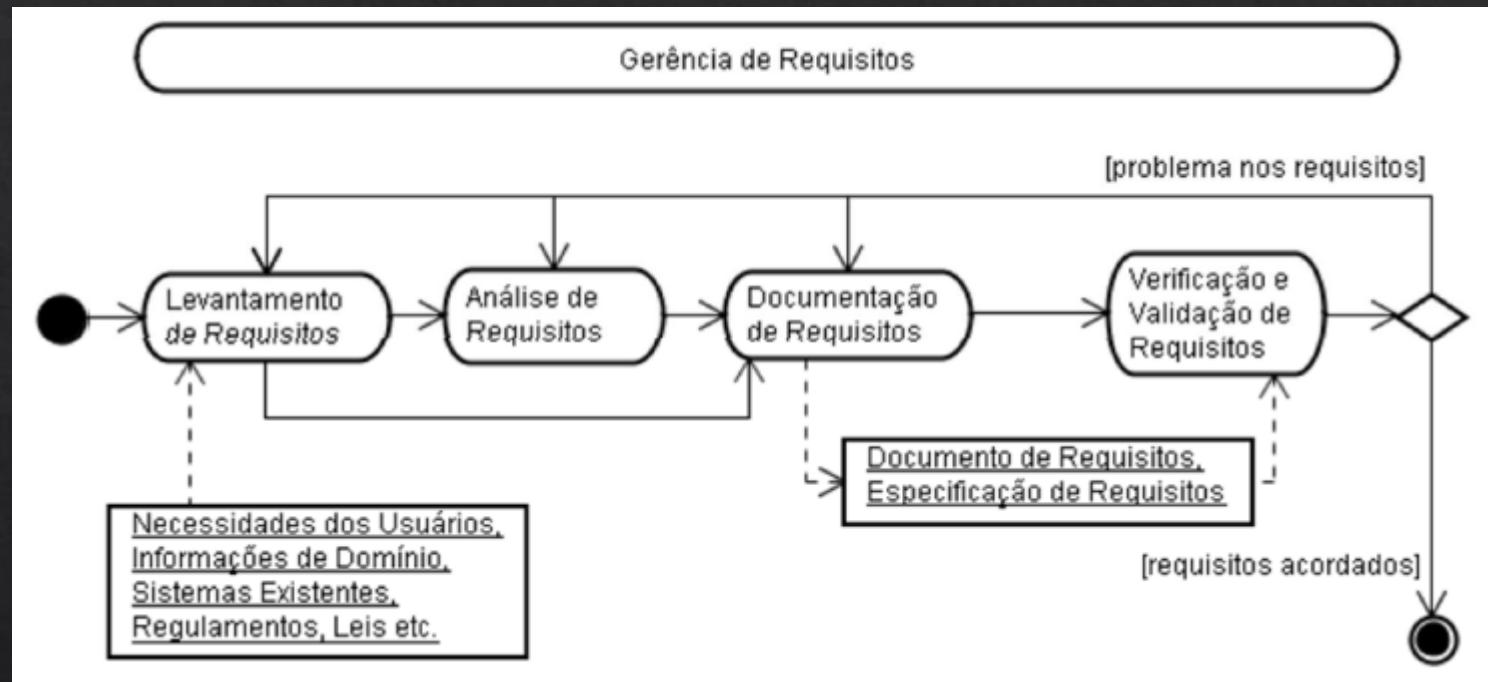 Gerência de Requisitos
[problema nos requisitos]
Levantamento
de Requisitos
Análise de
Requisitos
Documentação
de Requisitos
Verificação e
Validação de
Requisitos
Documento de Requisitos,
Especificação de Requisitos
Necessidades dos Usuários,
Informações de Domínio,
Sistemas Existentes,
Regulamentos, Leis etc.
[requisitos acordados]